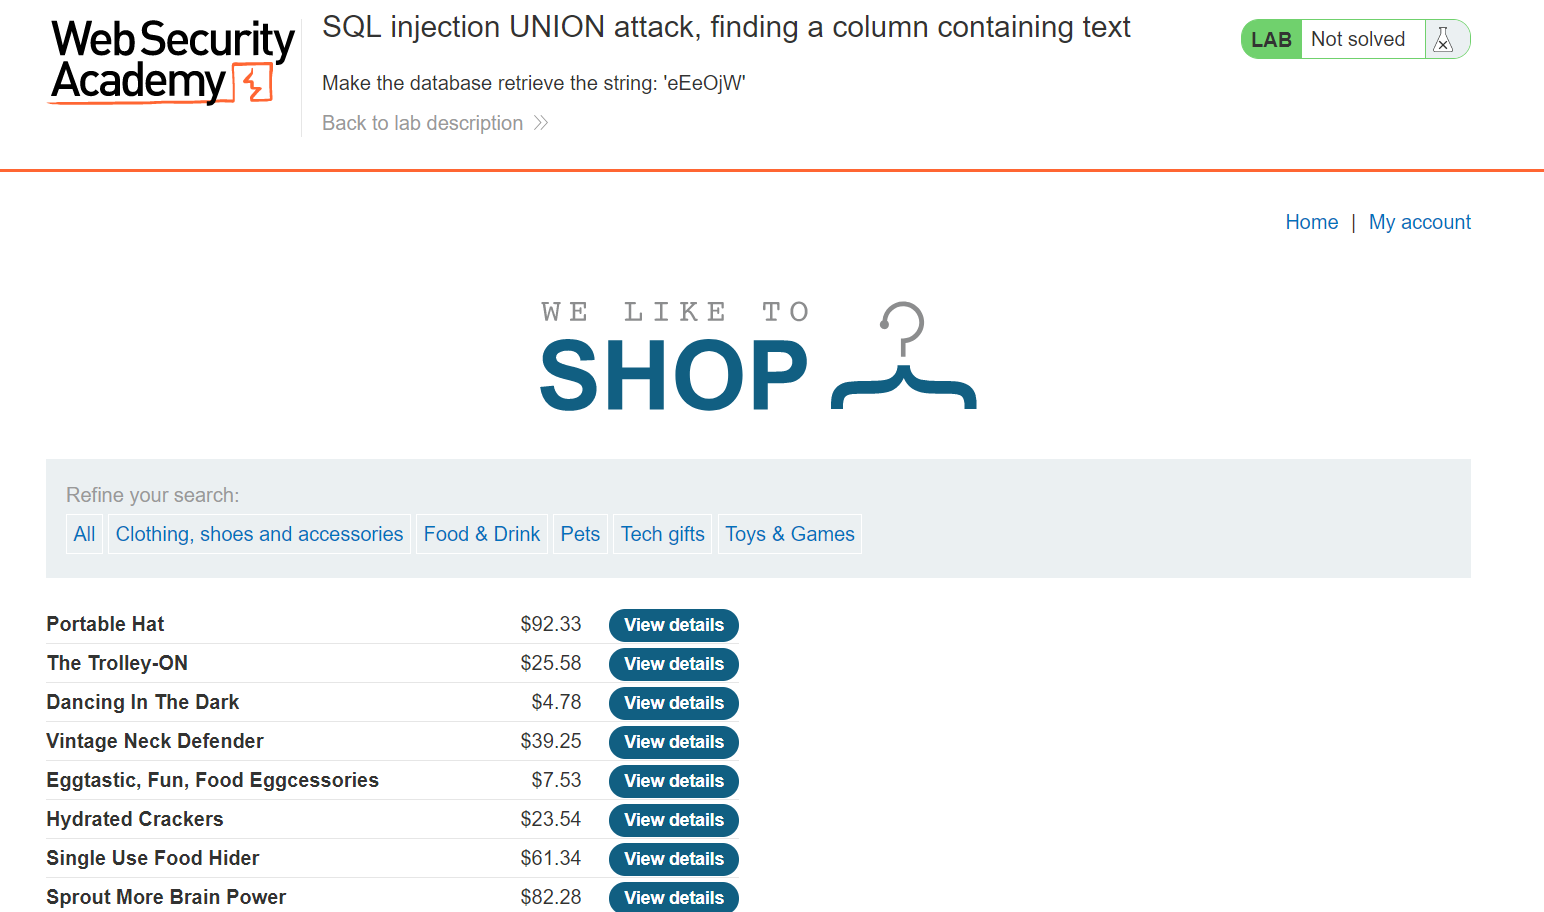 Web Security
Academy
SQL injection UNION attack, finding a column containing text
Make the database retrieve the string: 'eEeOjW'
Back to lab description
LAB Not solved
Home | My account
WE LIKE TO
SHOP
Refine your search:
All Clothing, shoes and accessories Food & Drink Pets Tech gifts Toys & Games
Portable Hat $92.33 View details
The Trolley-ON $25.58 View details
Dancing In The Dark $4.78 View details
Vintage Neck Defender $39.25 View details
Eggtastic, Fun, Food Eggcessories $7.53 View details
Hydrated Crackers $23.54 View details
Single Use Food Hider $61.34 View details
Sprout More Brain Power $82.28 View details